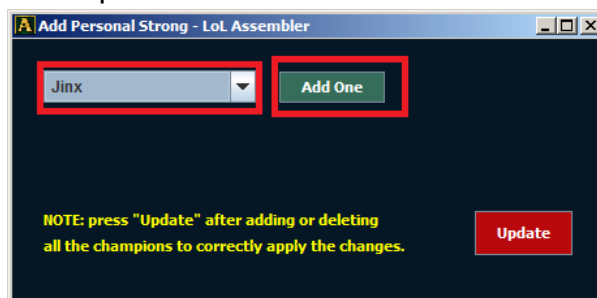 Add Personal Strong - LoL Assembler
Jinx
Add One
NOTE: press "Update" after adding or deleting
all the champions to correctly apply the changes.
Update